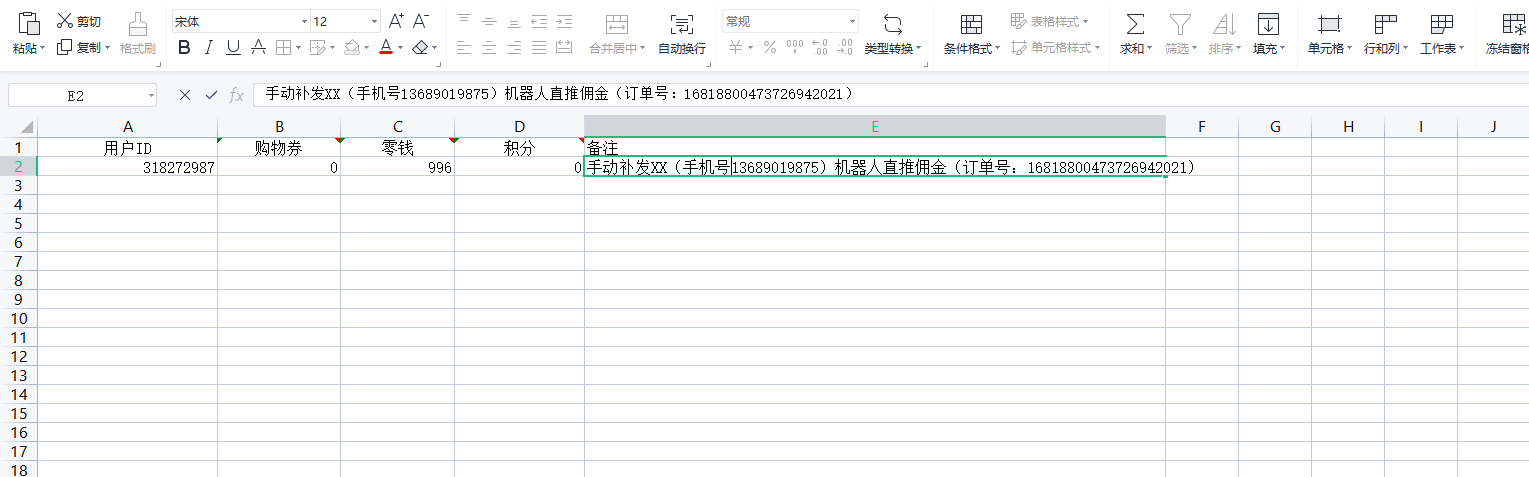 剪切 宋体 12 A⁺ A⁻ 常规 表格样式
粘贴 复制 格式刷 B I U A 合并居中 自动换行 ￥ % 类型转换 条件格式 单元格样式 求和 筛选 排序 填充 单元格 行和列 工作表 冻结窗格
E2 fx 手动补发XX（手机号13689019875）机器人直推佣金（订单号：16818800473726942021）
A B C D E F G H I J
1 用户ID 购物券 零钱 积分 备注
2 318272987 0 996 0 手动补发XX（手机号13689019875）机器人直推佣金（订单号：16818800473726942021）
3
4
5
6
7
8
9
10
11
12
13
14
15
16
17
18